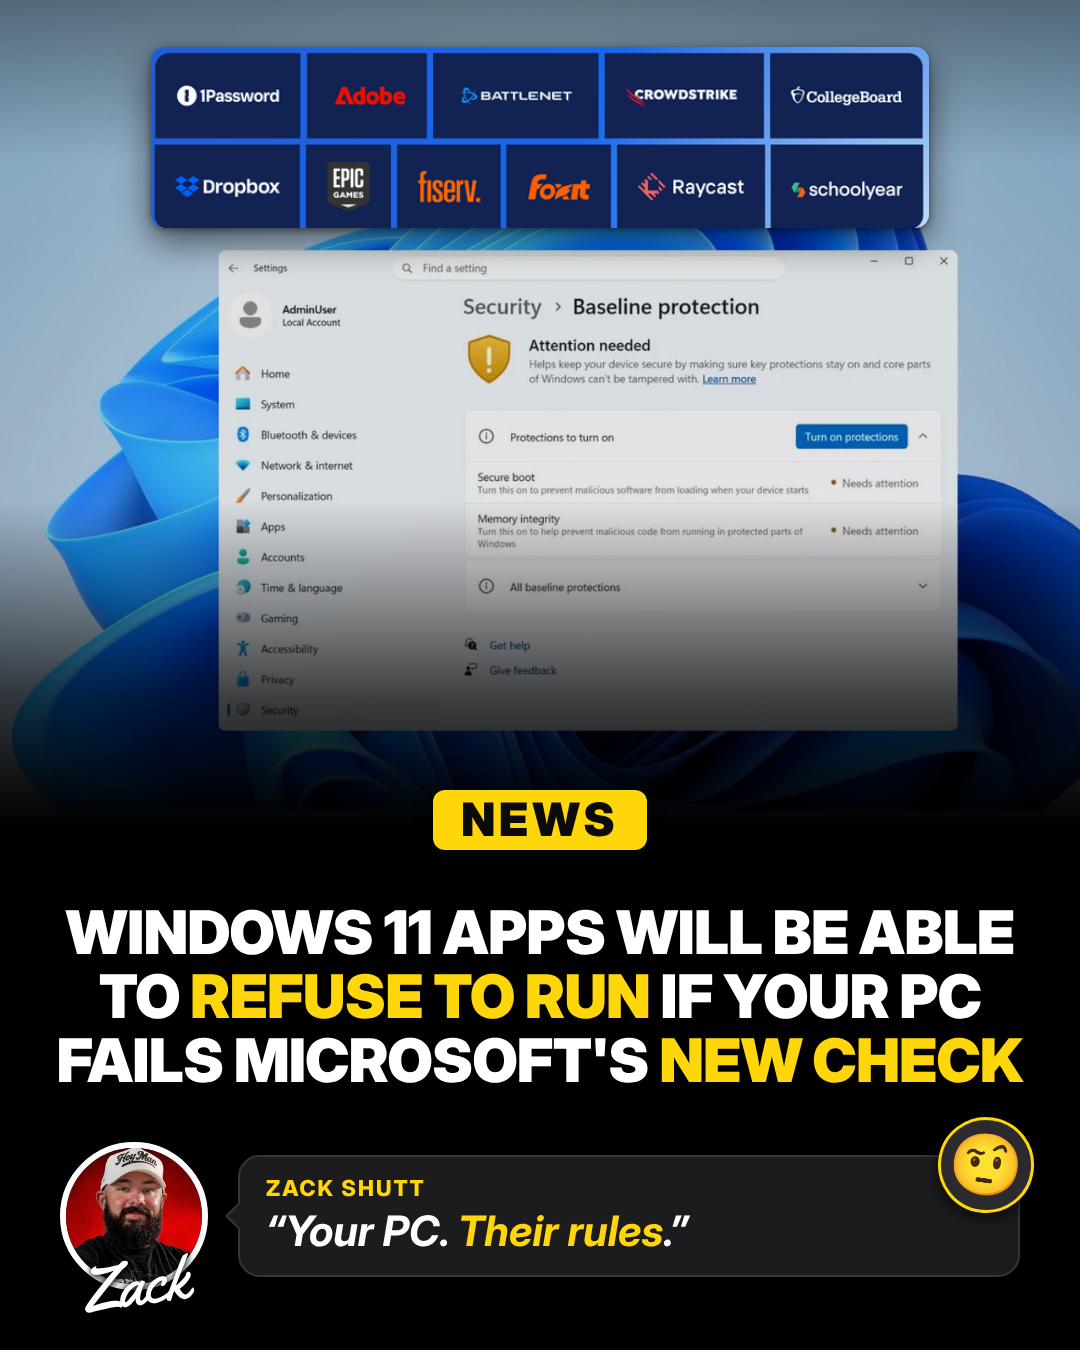 1Password
Adobe
BATTLENET
CROWDSTRIKE
CollegeBoard
Dropbox
EPIC
GAMES
fiserv.
Foxit
Raycast
schoolyear
Settings
Find a setting
AdminUser
Local Account
Home
System
Bluetooth & devices
Network & internet
Personalization
Apps
Accounts
Time & language
Gaming
Accessibility
Privacy
Security
Security › Baseline protection
Attention needed
Helps keep your device secure by making sure key protections stay on and core parts
of Windows can't be tampered with. Learn more
Protections to turn on
Turn on protections
Secure boot
Turn this on to prevent malicious software from loading when your device starts
Needs attention
Memory integrity
Turn this on to help prevent malicious code from running in protected parts of
Windows
Needs attention
All baseline protections
Get help
Give feedback
NEWS
WINDOWS 11 APPS WILL BE ABLE
TO REFUSE TO RUN IF YOUR PC
FAILS MICROSOFT'S NEW CHECK
Hey Man
Zack
ZACK SHUTT
“Your PC. Their rules.”